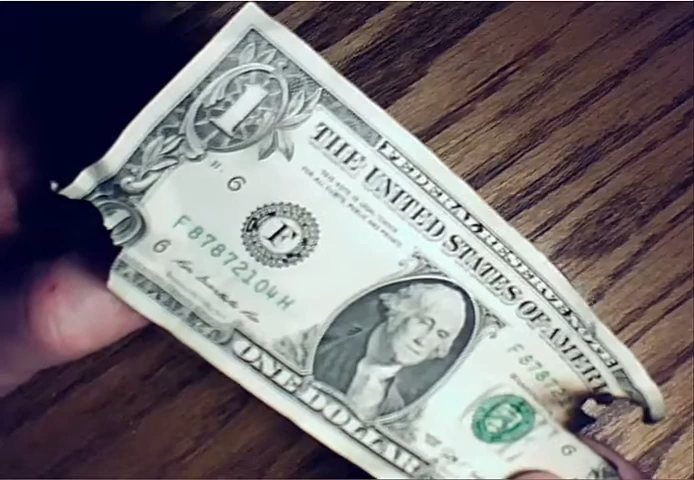 FEDERAL RESERVE NOTE
THE UNITED STATES OF AMERI
1
H. 6
THIS NOTE IS LEGAL TENDER
FOR ALL DEBTS, PUBLIC AND PRIVATE
F
F87872104H
F8787
6
6
ONE DOLLAR